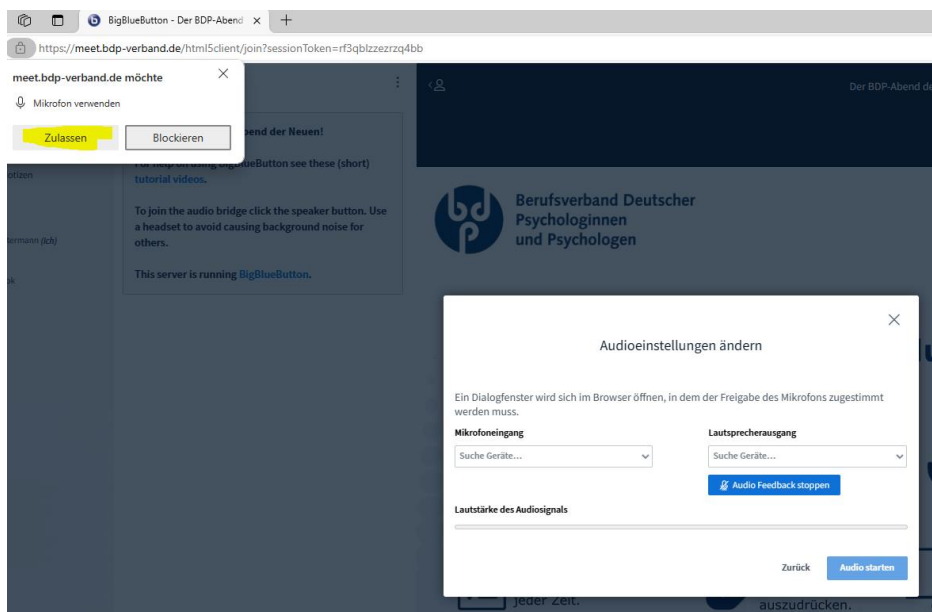 BigBlueButton - Der BDP-Abend
https://meet.bdp-verband.de/html5client/join?sessionToken=rf3qblzzezrzq4bb
meet.bdp-verband.de möchte
Mikrofon verwenden
Zulassen
Blockieren
bend der Neuen!
For help on using BigBlueButton see these (short)
tutorial videos.
To join the audio bridge click the speaker button. Use
a headset to avoid causing background noise for
others.
This server is running BigBlueButton.
otizen
ermann (Ich)
Der BDP-Abend de
bdp
Berufsverband Deutscher
Psychologinnen
und Psychologen
Audioeinstellungen ändern
Ein Dialogfenster wird sich im Browser öffnen, in dem der Freigabe des Mikrofons zugestimmt
werden muss.
Mikrofoneingang
Suche Geräte...
Lautsprecherausgang
Suche Geräte...
Audio Feedback stoppen
Lautstärke des Audiosignals
Zurück
Audio starten
jeder Zeit.
auszudrücken.